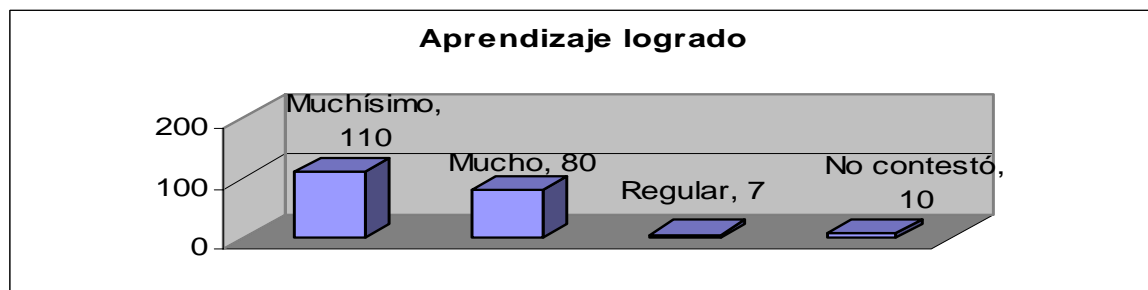 Aprendizaje logrado
Muchísimo,
110
Mucho, 80
Regular, 7
No contestó,
10
200
100
0